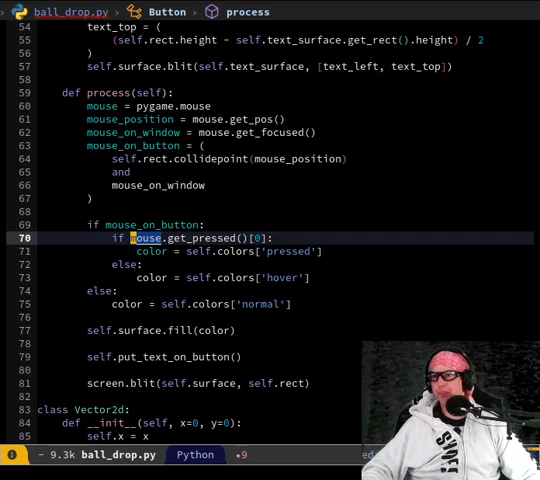 ball_drop.py > Button > process
54 text_top = (
55 (self.rect.height - self.text_surface.get_rect().height) / 2
56 )
57 self.surface.blit(self.text_surface, [text_left, text_top])
58
59 def process(self):
60 mouse = pygame.mouse
61 mouse_position = mouse.get_pos()
62 mouse_on_window = mouse.get_focused()
63 mouse_on_button = (
64 self.rect.collidepoint(mouse_position)
65 and
66 mouse_on_window
67 )
68
69 if mouse_on_button:
70 if mouse.get_pressed()[0]:
71 color = self.colors['pressed']
72 else:
73 color = self.colors['hover']
74 else:
75 color = self.colors['normal']
76
77 self.surface.fill(color)
78
79 self.put_text_on_button()
80
81 screen.blit(self.surface, self.rect)
82
83 class Vector2d:
84 def __init__(self, x=0, y=0):
85 self.x = x
- 9.3k ball_drop.py Python •9